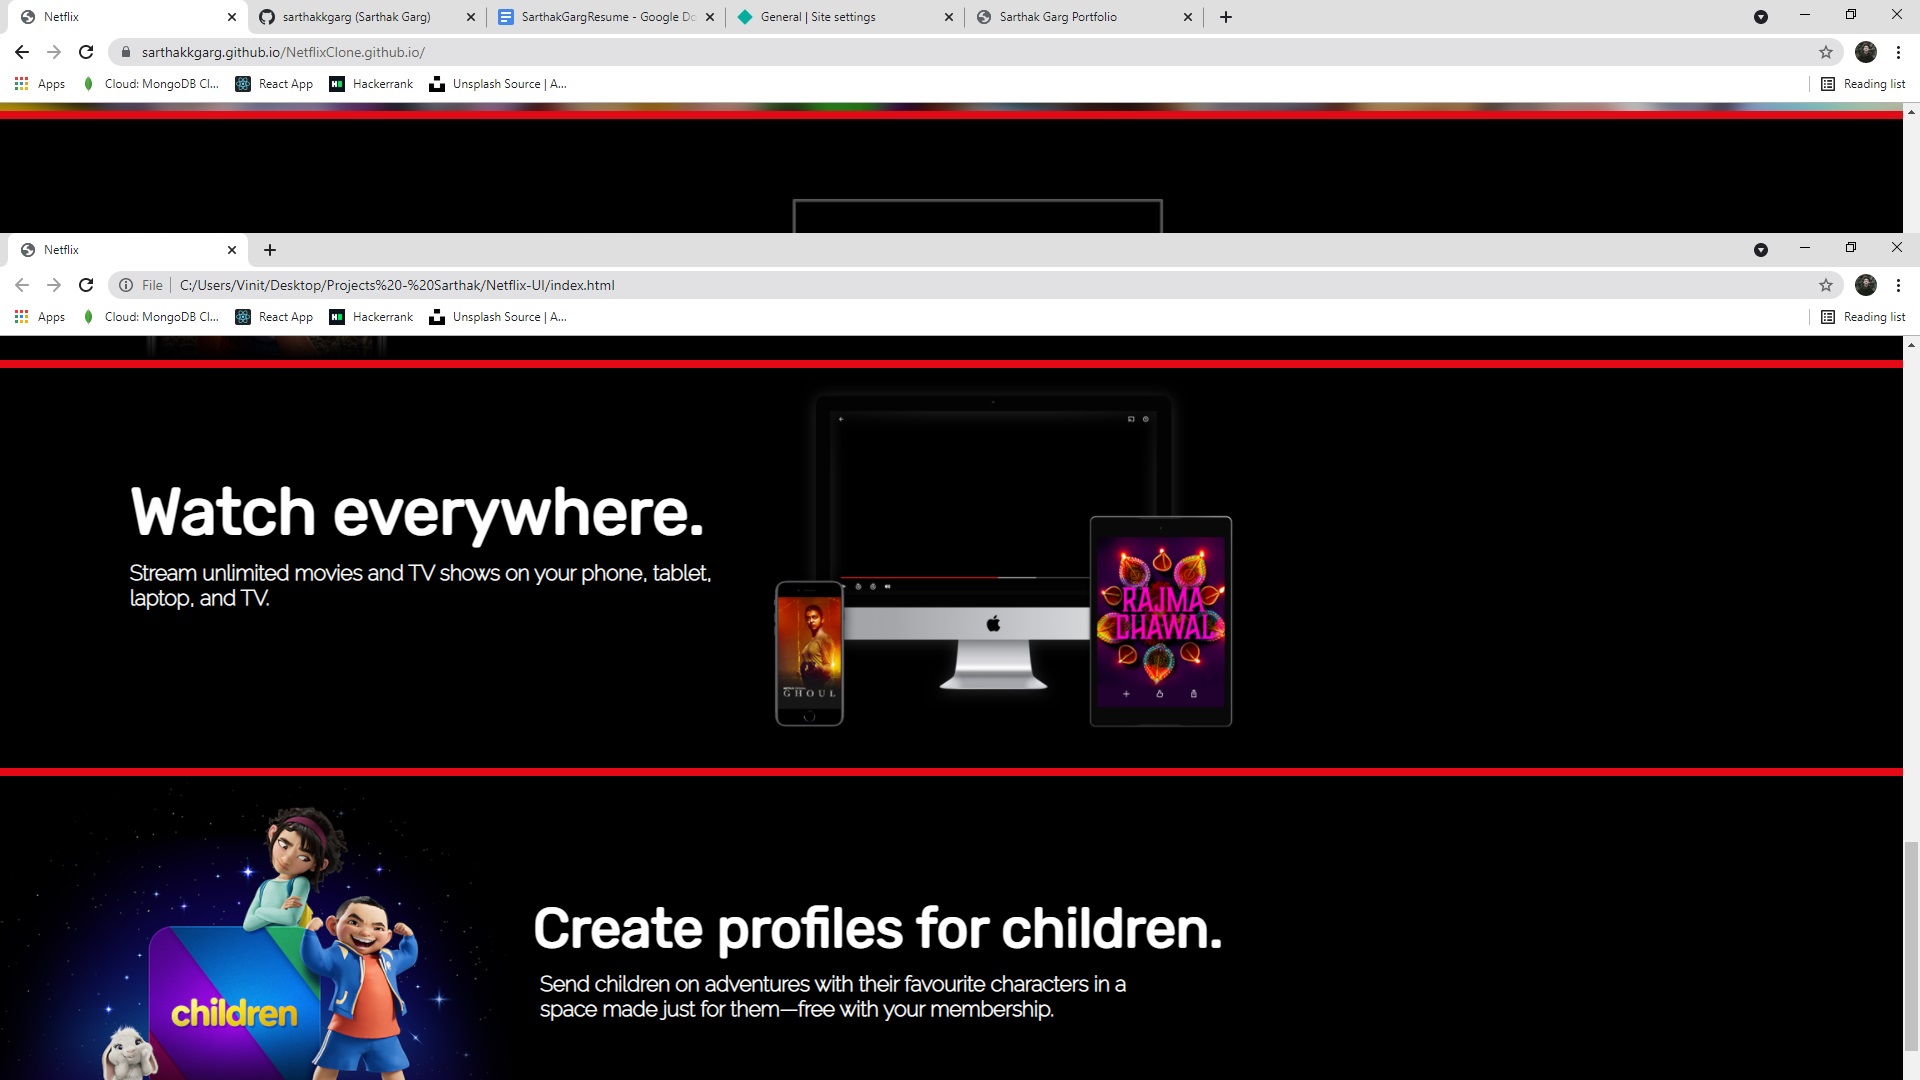 Netflix
sarthakkgarg (Sarthak Garg)
SarthakGargResume - Google Do
General | Site settings
Sarthak Garg Portfolio
sarthakkgarg.github.io/NetflixClone.github.io/
Apps
Cloud: MongoDB Cl...
React App
Hackerrank
Unsplash Source | A...
Reading list
Netflix
File
C:/Users/Vinit/Desktop/Projects%20-%20Sarthak/Netflix-UI/index.html
Apps
Cloud: MongoDB Cl...
React App
Hackerrank
Unsplash Source | A...
Reading list
Watch everywhere.
Stream unlimited movies and TV shows on your phone, tablet,
laptop, and TV.
GHOUL
RAJMA
CHAWAL
children
Create profiles for children.
Send children on adventures with their favourite characters in a
space made just for them—free with your membership.